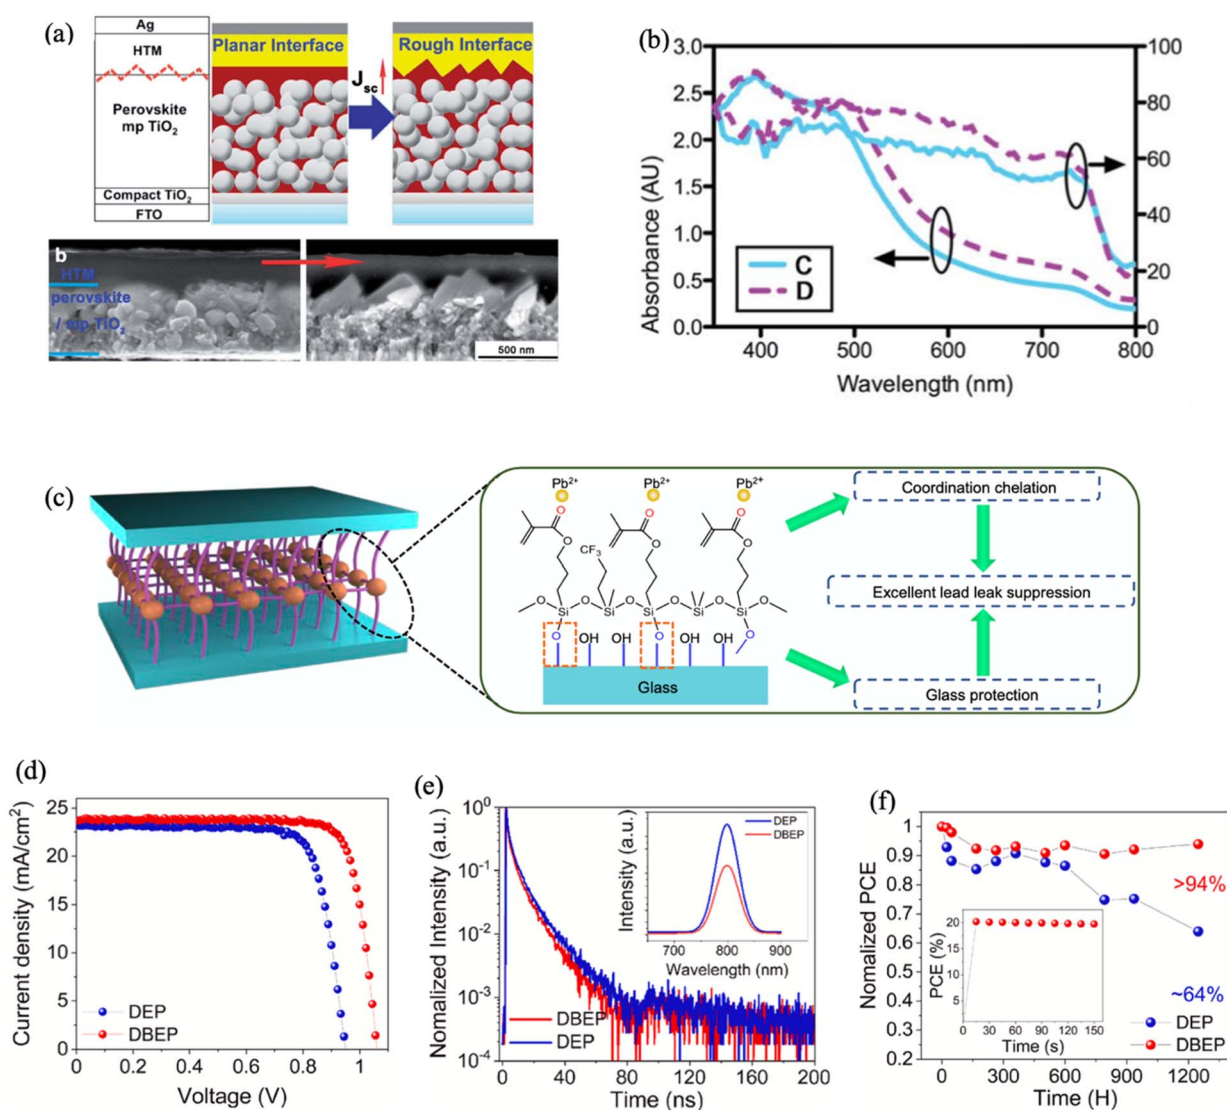 (a)
Ag
HTM
Perovskite
mp TiO₂
Compact TiO₂
FTO
Planar Interface
Jsc
Rough Interface
b
HTM
perovskite
/ mp TiO₂
500 nm
(b)
3.0
2.5
2.0
1.5
1.0
0.5
0.0
Absorbance (AU)
100
80
60
40
20
0
C
D
400 500 600 700 800
Wavelength (nm)
(c)
Pb²⁺ Pb²⁺ Pb²⁺
O O O
O O O
CF₃
O Si O Si O Si O Si O Si O
O OH OH O OH OH O
Glass
Coordination chelation
Excellent lead leak suppression
Glass protection
(d)
25
20
15
10
5
0
Current density (mA/cm²)
DEP
DBEP
0 0.2 0.4 0.6 0.8 1
Voltage (V)
(e)
10⁰
10⁻¹
10⁻²
10⁻³
10⁻⁴
Nomalized Intensity (a.u.)
DEP
DBEP
Intensity (a.u.)
700 800 900
Wavelength (nm)
DBEP
DEP
0 40 80 120 160 200
Time (ns)
(f)
1
0.9
0.8
0.7
0.6
0.5
0.4
0.3
0.2
Nomalized PCE
>94%
~64%
20
15
10
5
PCE (%)
0 30 60 90 120 150
Time (s)
DEP
DBEP
0 300 600 900 1200
Time (H)